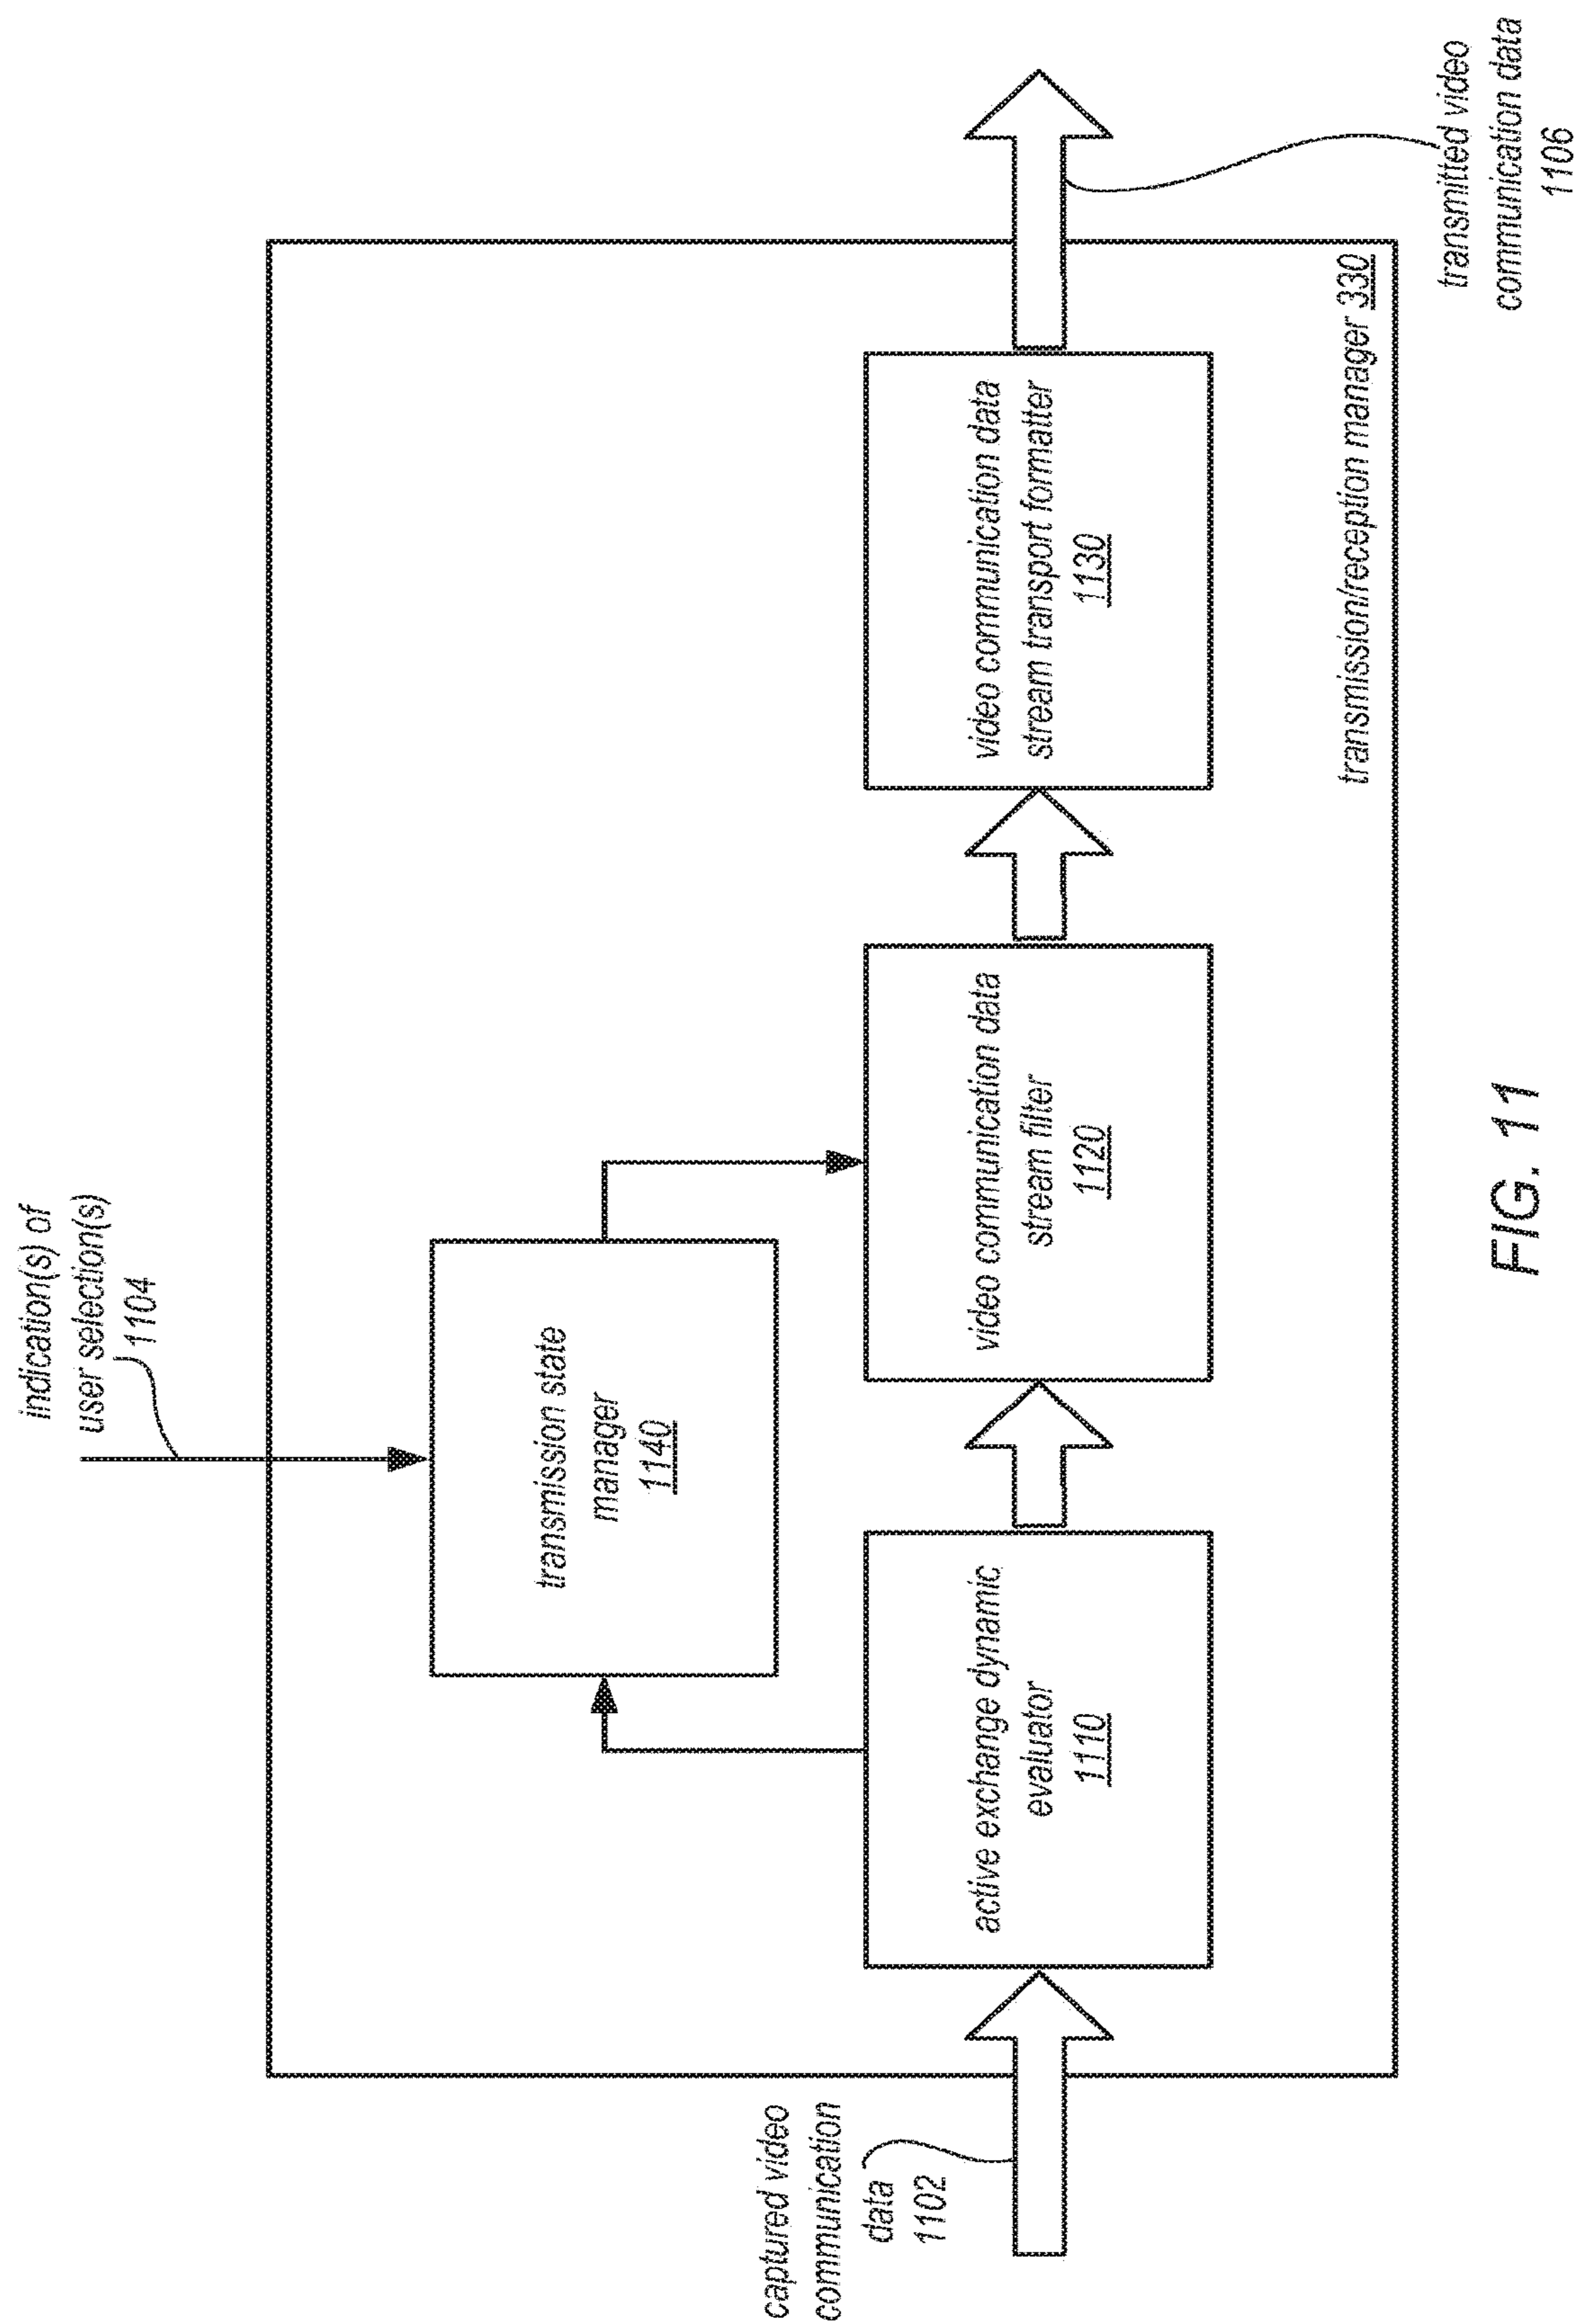 indication(s) of
user selection(s)
1104
transmission state
manager
1140
captured video
communication
data
1102
active exchange dynamic
evaluator
1110
video communication data
stream filter
1120
video communication data
stream transport formatter
1130
transmission/reception manager 330
transmitted video
communication data
1106
FIG. 11